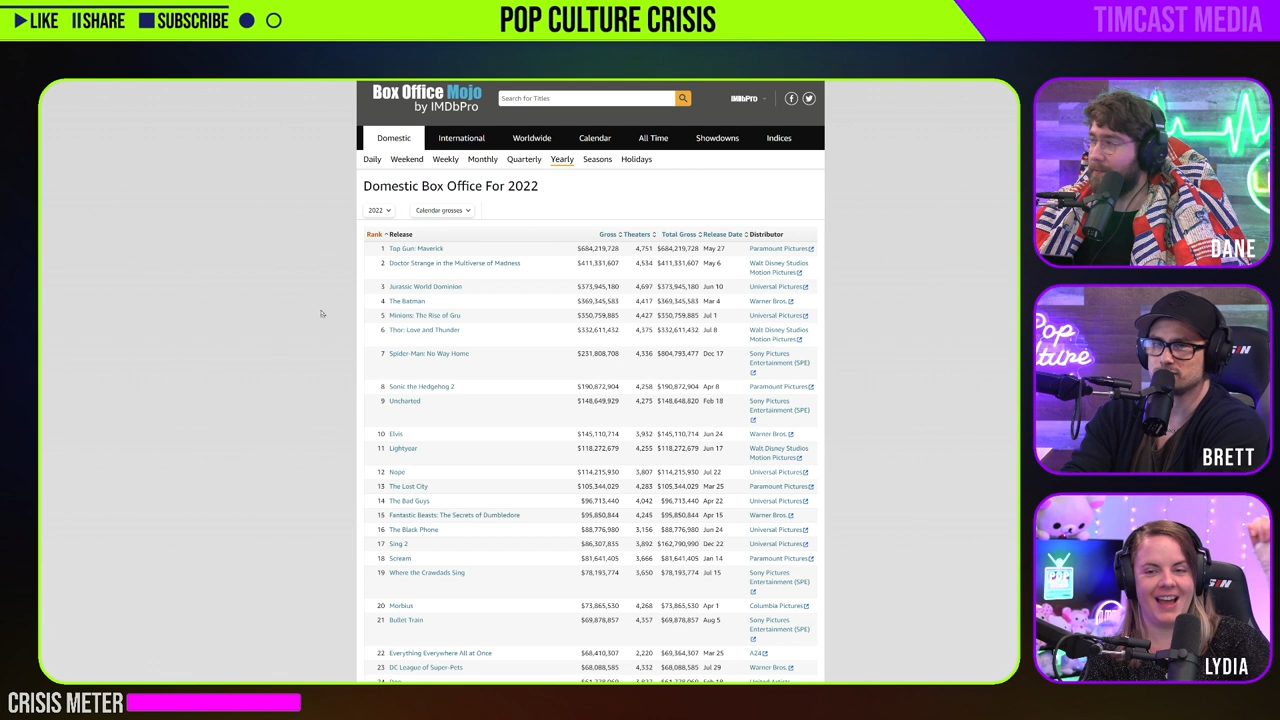 LIKE SHARE SUBSCRIBE
POP CULTURE CRISIS
TIMCAST MEDIA
Box Office Mojo
by IMDbPro
Search for Titles
IMDbPro
Domestic International Worldwide Calendar All Time Showdowns Indices
Daily Weekend Weekly Monthly Quarterly Yearly Seasons Holidays
Domestic Box Office For 2022
2022 Calendar grosses
Rank Release Gross Theaters Total Gross Release Date Distributor
1 Top Gun: Maverick $684,219,728 4,751 $684,219,728 May 27 Paramount Pictures
2 Doctor Strange in the Multiverse of Madness $411,331,607 4,534 $411,331,607 May 6 Walt Disney Studios
Motion Pictures
3 Jurassic World Dominion $373,945,180 4,697 $373,945,180 Jun 10 Universal Pictures
4 The Batman $369,345,583 4,417 $369,345,583 Mar 4 Warner Bros.
5 Minions: The Rise of Gru $350,759,885 4,427 $350,759,885 Jul 1 Universal Pictures
6 Thor: Love and Thunder $332,611,432 4,375 $332,611,432 Jul 8 Walt Disney Studios
Motion Pictures
7 Spider-Man: No Way Home $231,808,708 4,336 $804,793,477 Dec 17 Sony Pictures
Entertainment (SPE)
8 Sonic the Hedgehog 2 $190,872,904 4,258 $190,872,904 Apr 8 Paramount Pictures
9 Uncharted $148,649,929 4,275 $148,648,820 Feb 18 Sony Pictures
Entertainment (SPE)
10 Elvis $145,110,714 3,932 $145,110,714 Jun 24 Warner Bros.
11 Lightyear $118,272,679 4,255 $118,272,679 Jun 17 Walt Disney Studios
Motion Pictures
12 Nope $114,215,930 3,807 $114,215,930 Jul 22 Universal Pictures
13 The Lost City $105,344,029 4,283 $105,344,029 Mar 25 Paramount Pictures
14 The Bad Guys $96,713,440 4,042 $96,713,440 Apr 22 Universal Pictures
15 Fantastic Beasts: The Secrets of Dumbledore $95,850,844 4,245 $95,850,844 Apr 15 Warner Bros.
16 The Black Phone $88,776,980 3,156 $88,776,980 Jun 24 Universal Pictures
17 Sing 2 $86,307,835 3,892 $162,790,990 Dec 22 Universal Pictures
18 Scream $81,641,405 3,666 $81,641,405 Jan 14 Paramount Pictures
19 Where the Crawdads Sing $78,193,774 3,650 $78,193,774 Jul 15 Sony Pictures
Entertainment (SPE)
20 Morbius $73,865,530 4,268 $73,865,530 Apr 1 Columbia Pictures
21 Bullet Train $69,878,857 4,357 $69,878,857 Aug 5 Sony Pictures
Entertainment (SPE)
22 Everything Everywhere All at Once $68,410,307 2,220 $69,364,307 Mar 25 A24
23 DC League of Super-Pets $68,088,585 4,332 $68,088,585 Jul 29 Warner Bros.
DANE
Pop
Culture
BRETT
LYDIA
CRISIS METER